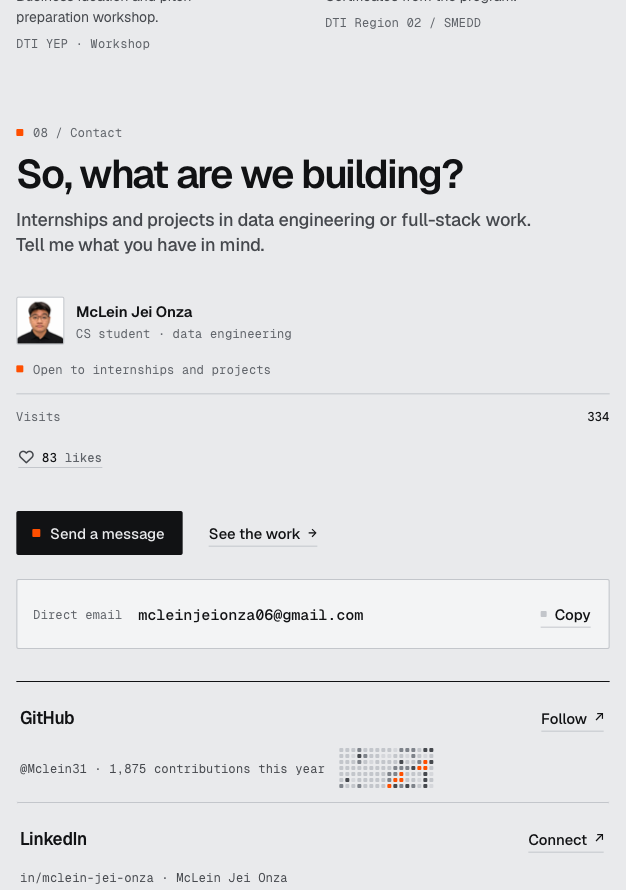 preparation workshop.
DTI YEP · Workshop
DTI Region 02 / SMEDD
08 / Contact
So, what are we building?
Internships and projects in data engineering or full-stack work.
Tell me what you have in mind.
McLein Jei Onza
CS student · data engineering
Open to internships and projects
Visits 334
83 likes
Send a message See the work →
Direct email mcleinjeionza06@gmail.com Copy
GitHub Follow ↗
@Mclein31 · 1,875 contributions this year
LinkedIn Connect ↗
in/mclein-jei-onza · McLein Jei Onza